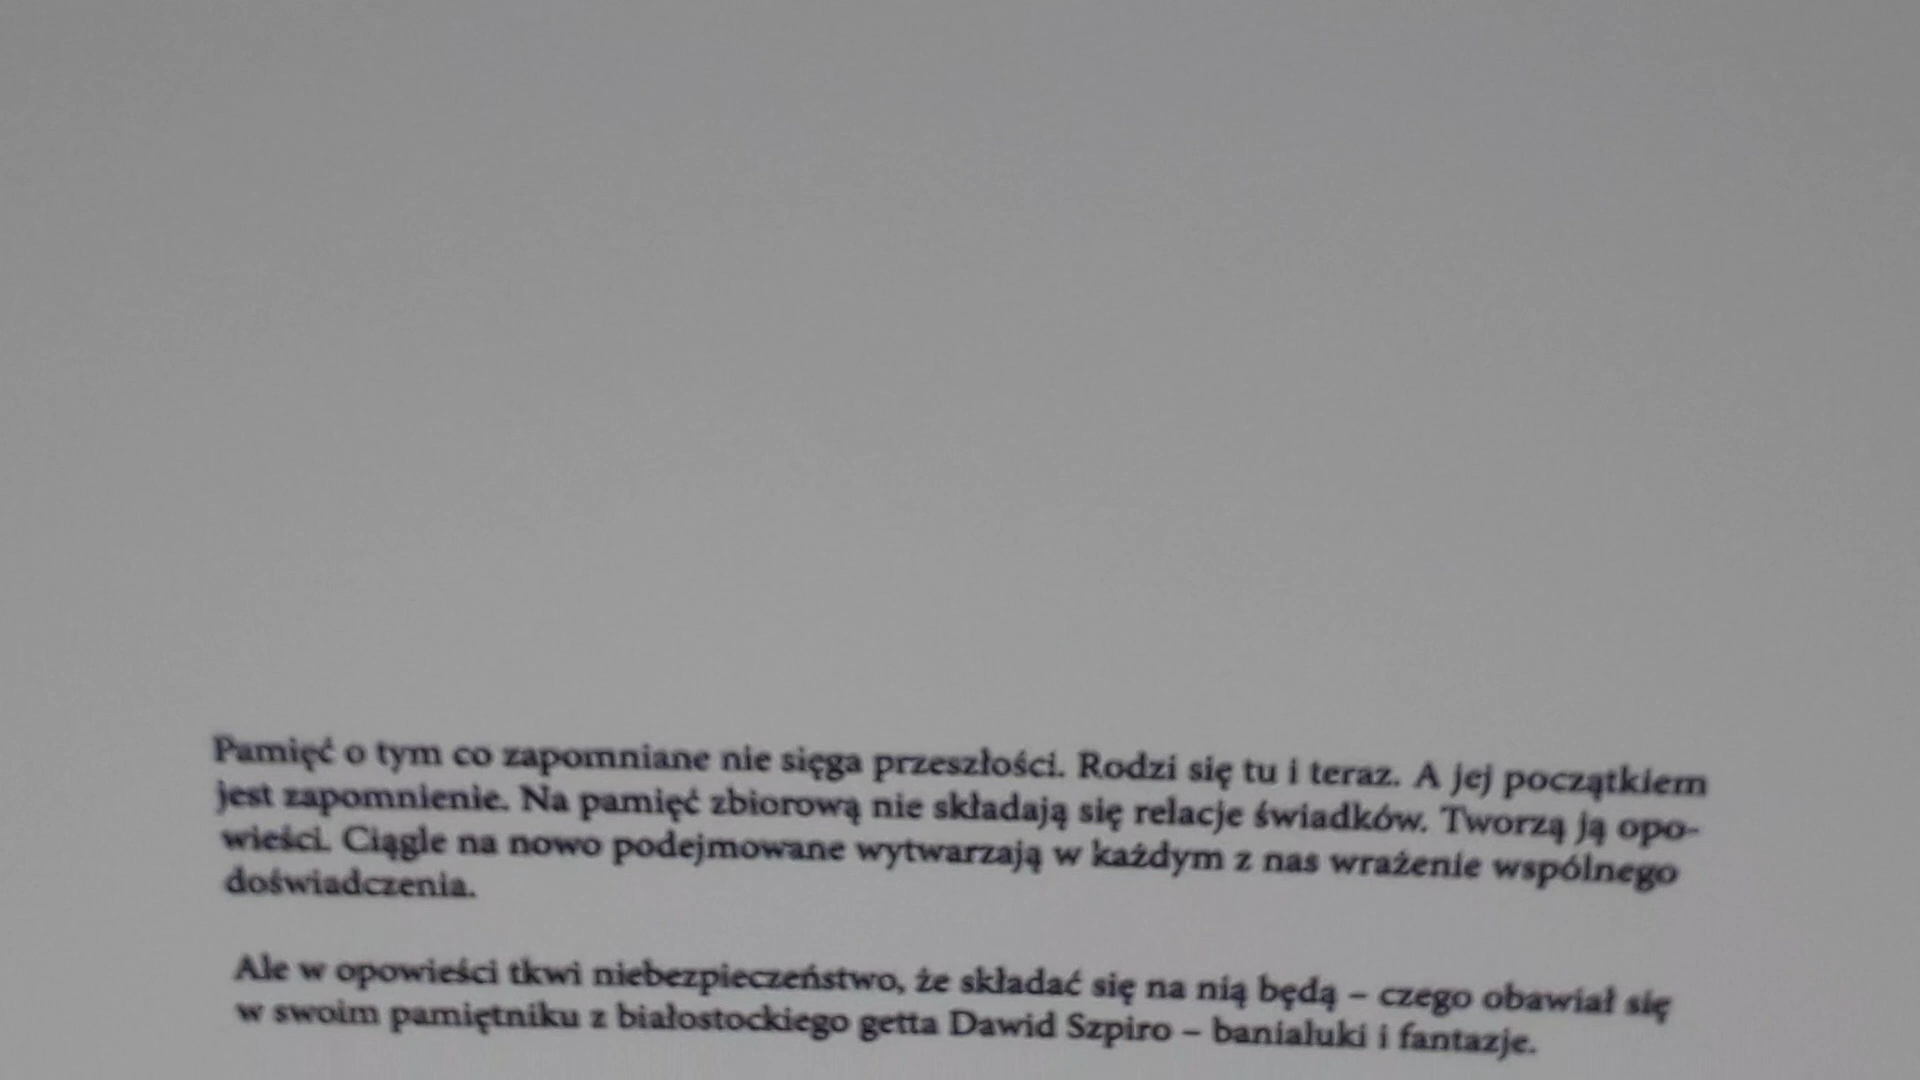 Pamięć o tym co zapomniane nie sięga przeszłości. Rodzi się tu i teraz. A jej początkiem
jest zapomnienie. Na pamięć zbiorową nie składają się relacje świadków. Tworzą ją opo-
wieści. Ciągle na nowo podejmowane wytwarzają w każdym z nas wrażenie wspólnego
doświadczenia.
Ale w opowieści tkwi niebezpieczeństwo, że składać się na nią będą – czego obawiał się
w swoim pamiętniku z białostockiego getta Dawid Szpiro – banialuki i fantazje.